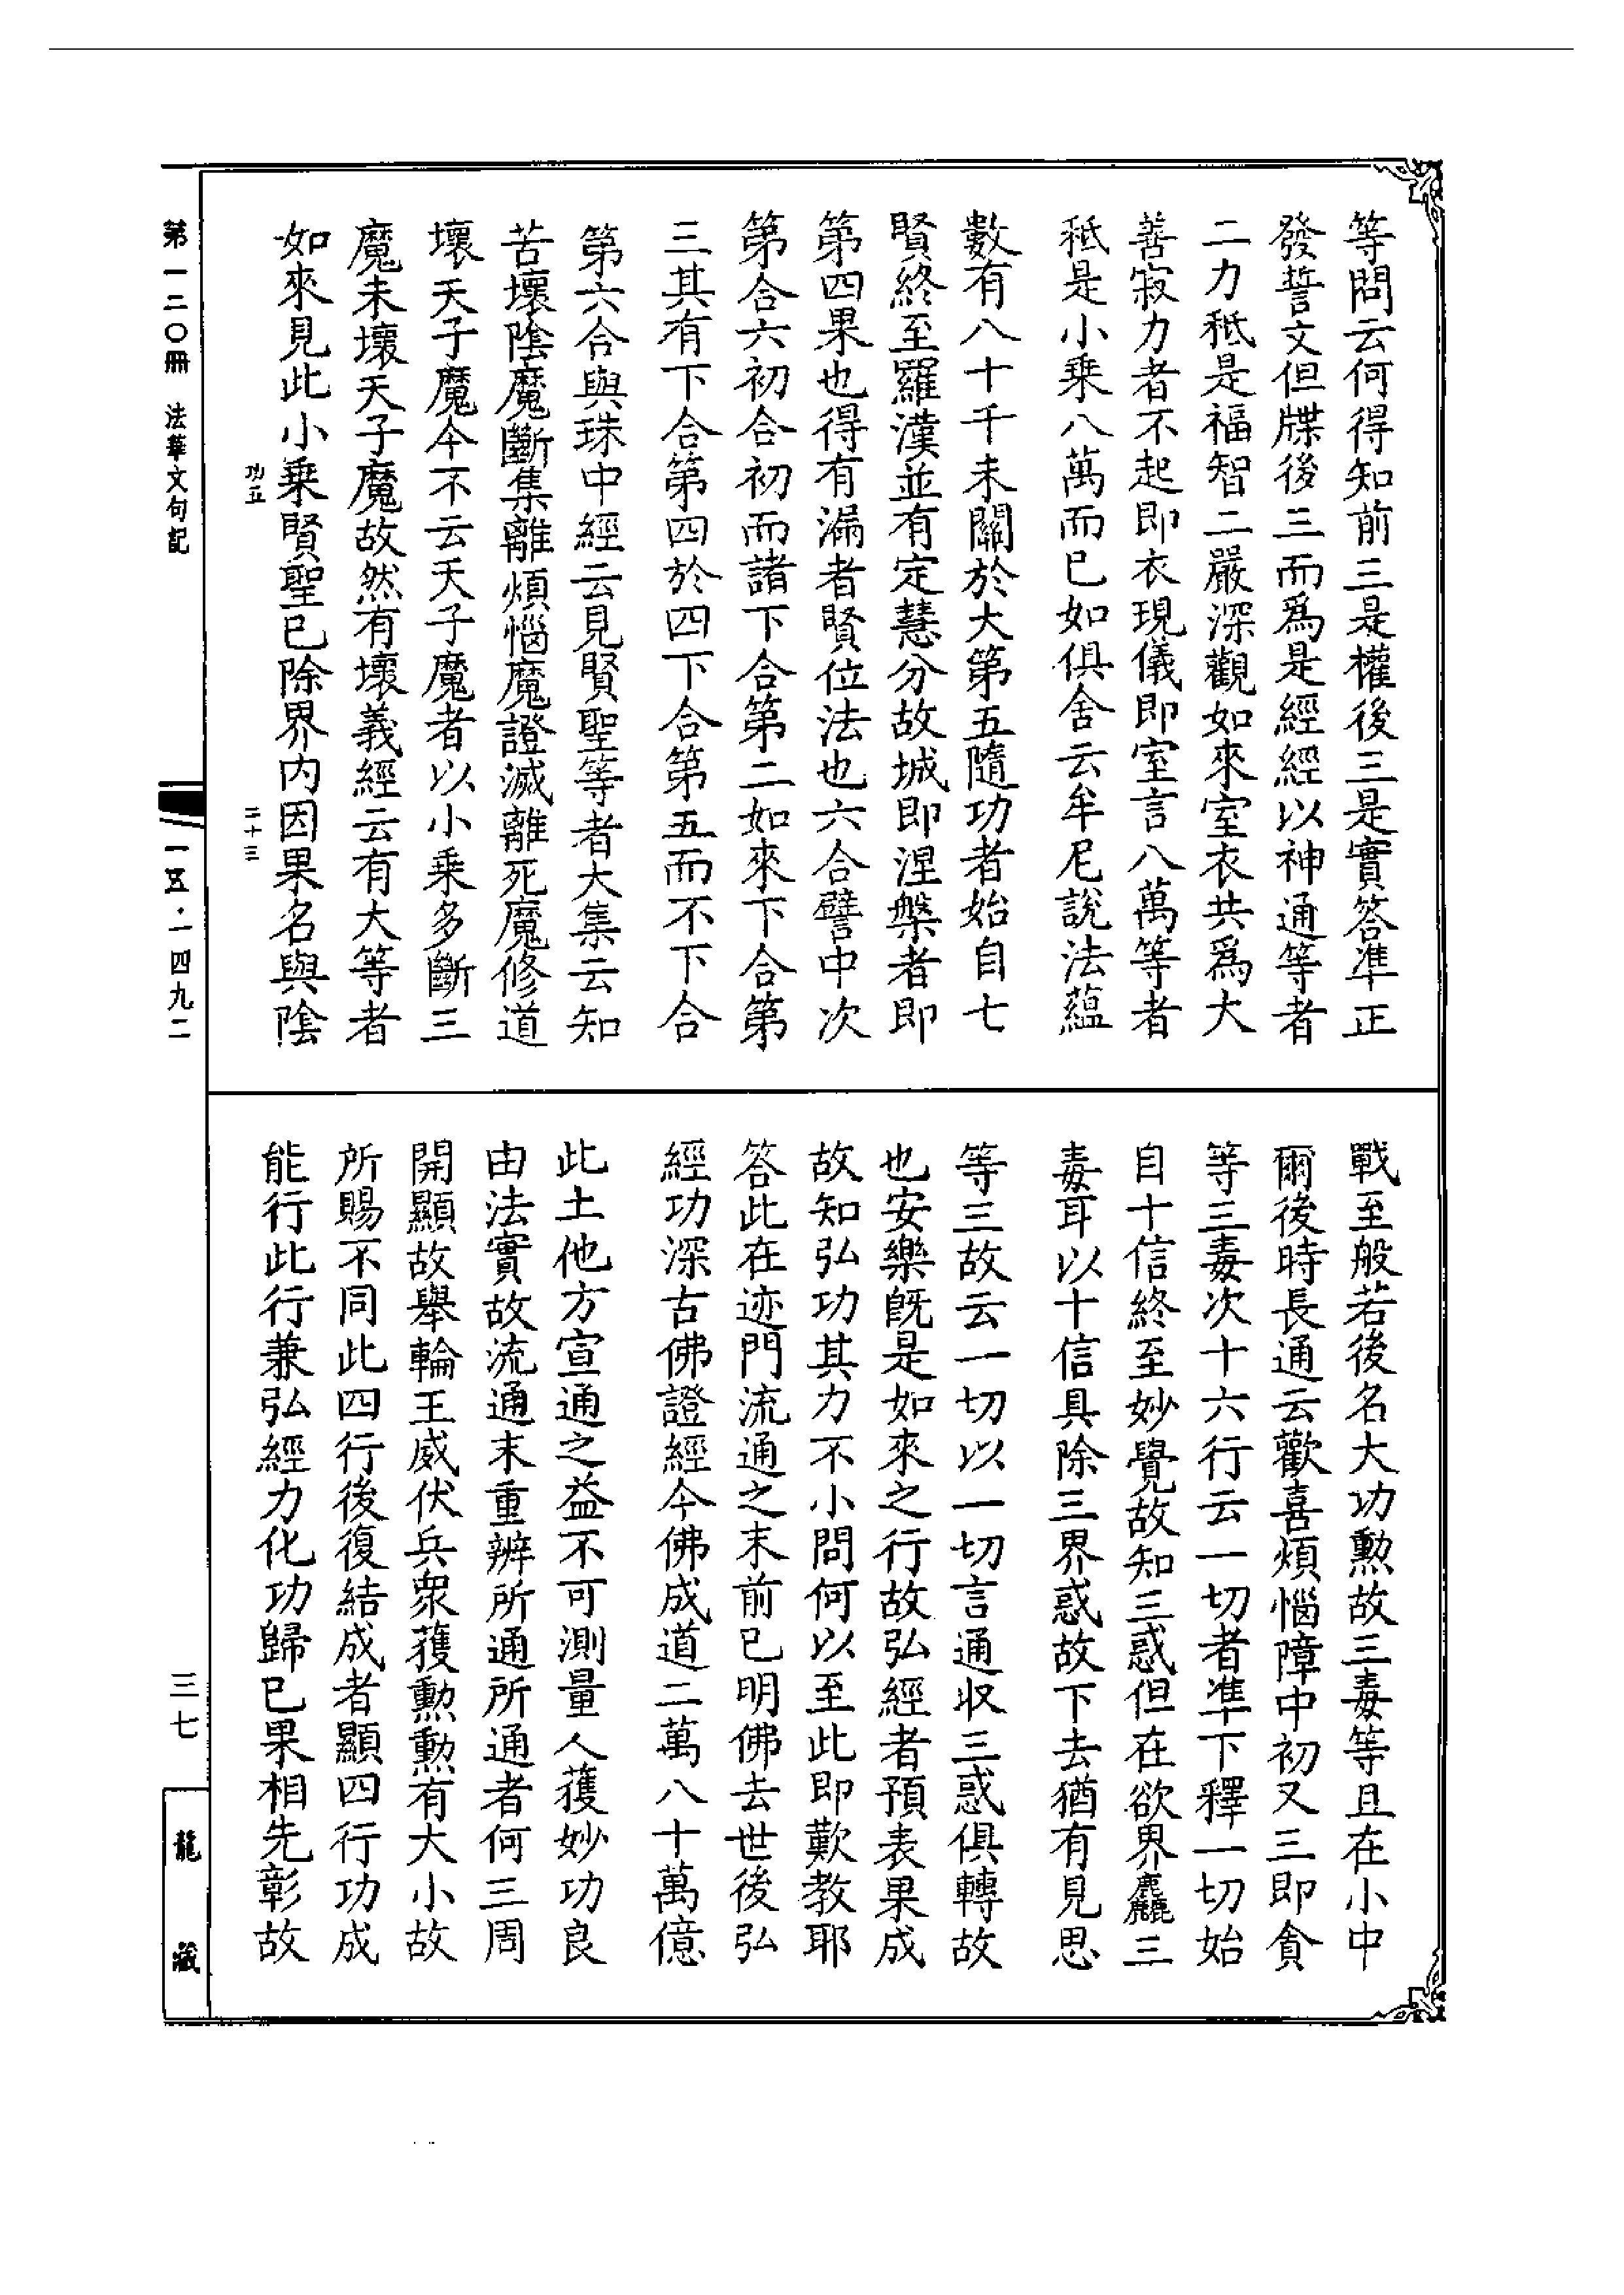 等問云何得知前三是權後三是實答準正
發誓文但牒後三而爲是經經以神通等者
二力秪是福智二嚴深觀如來室衣共爲大
善寂力者不起即衣現儀即室言八萬等者
秪是小乗八萬而已如俱舍云牟尼說法蘊
數有八十千未關於大第五隨功者始自七
賢終至羅漢並有定慧分故城即涅槃者即
第四果也得有漏者賢位法也六合譬中次
第合六初合初而諸下合第二如來下合第
三其有下合第四於四下合第五而不下合
第六合與珠中經云見賢聖等者大集云知
苦壞陰魔斷集離煩惱魔證滅離死魔修道
壞天子魔今不云天子魔者以小乗多斷三
魔未壞天子魔故然有壞義經云有大等者
如來見此小乗賢聖已除界內因果名與陰
功五
二十三
戰至般若後名大功勲故三毒等且在小中
爾後時長通云歡喜煩惱障中初又三即貪
等三毒次十六行云一切者準下釋一切始
自十信終至妙覺故知三惑但在欲界麤三
毒耳以十信具除三界惑故下去猶有見思
等三故云一切以一切言通收三惑俱轉故
也安樂旣是如來之行故弘經者預表果成
故知弘功其力不小問何以至此即歎教耶
答此在迹門流通之末前已明佛去世後弘
經功深古佛證經今佛成道二萬八十萬億
此土他方宣通之益不可測量人獲妙功良
由法實故流通末重辨所通所通者何三周
開顯故舉輪王威伏兵衆獲勲勲有大小故
所賜不同此四行後復結成者顯四行功成
能行此行兼弘經力化功歸已果相先彰故
第一二〇冊 法華文句記
一五·一四九二
三七
龍藏